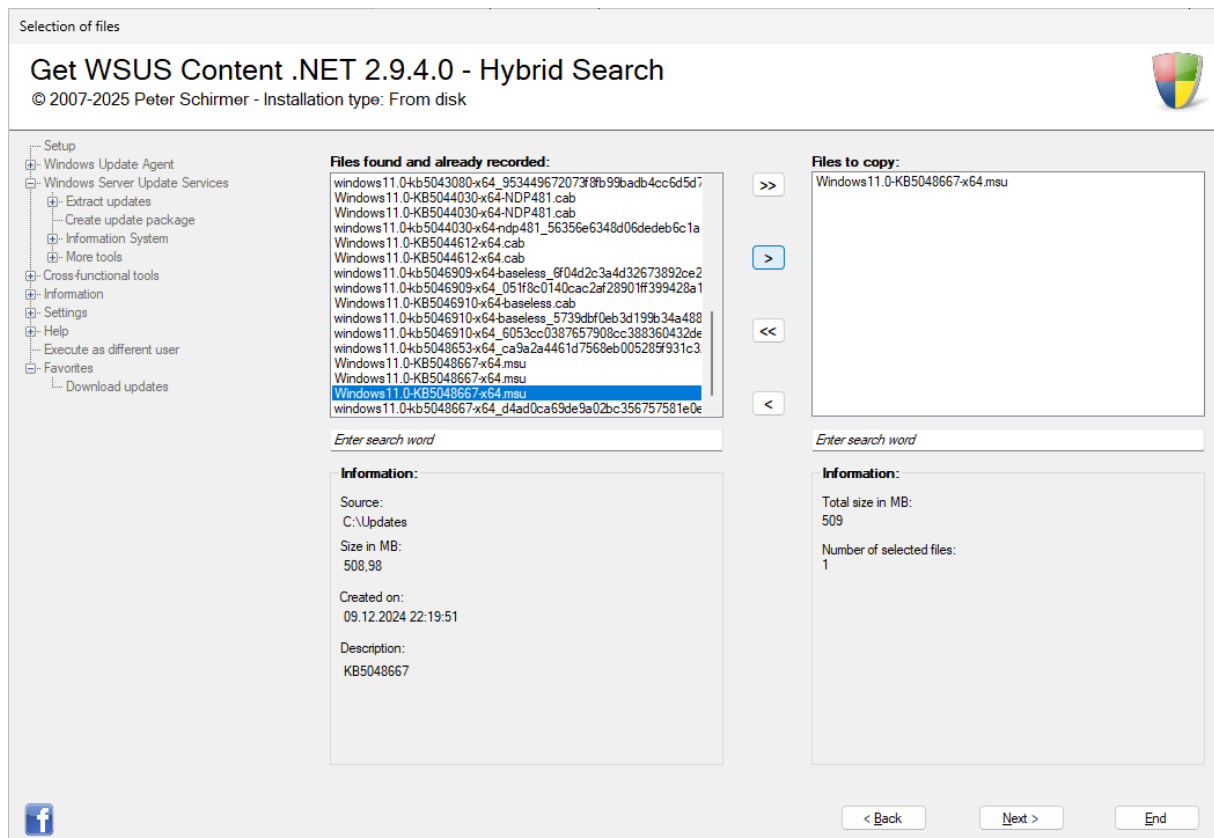 Selection of files
Get WSUS Content .NET 2.9.4.0 - Hybrid Search
© 2007-2025 Peter Schirmer - Installation type: From disk
Setup
Windows Update Agent
Windows Server Update Services
Extract updates
Create update package
Information System
More tools
Cross-functional tools
Information
Settings
Help
Execute as different user
Favorites
Download updates
Files found and already recorded:
windows11.0-kb5043080-x64_953449672073f8fb99badb4cc6d5d7
Windows11.0-KB5044030-x64-NDP481.cab
Windows11.0-KB5044030-x64-NDP481.cab
windows11.0-kb5044030-x64-ndp481_56356e6348d06dedeb6c1a
Windows11.0-KB5044612-x64.cab
Windows11.0-KB5044612-x64.cab
windows11.0-kb5046909-x64-baseless_6f04d2c3a4d32673892ce2
windows11.0-kb5046909-x64_051f8c0140cac2af28901ff399428a1
Windows11.0-KB5046910-x64-baseless.cab
windows11.0-kb5046910-x64-baseless_5739dbf0eb3d199b34a488
windows11.0-kb5046910-x64_6053cc0387657908cc388360432de
windows11.0-kb5048653-x64_ca9a2a4461d7568eb005285f931c3
Windows11.0-KB5048667-x64.msu
Windows11.0-KB5048667-x64.msu
Windows11.0-KB5048667-x64.msu
windows11.0-kb5048667-x64_d4ad0ca69de9a02bc356757581e0e
Enter search word
Information:
Source:
C:\Updates
Size in MB:
508,98
Created on:
09.12.2024 22:19:51
Description:
KB5048667
>>
>
<<
<
Files to copy:
Windows11.0-KB5048667-x64.msu
Enter search word
Information:
Total size in MB:
509
Number of selected files:
1
< Back
Next >
End